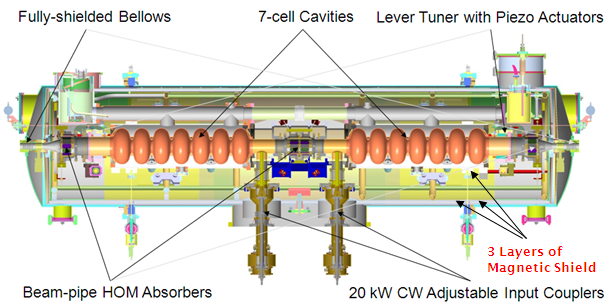 Fully-shielded Bellows
7-cell Cavities
Lever Tuner with Piezo Actuators
3 Layers of
Magnetic Shield
Beam-pipe HOM Absorbers
20 kW CW Adjustable Input Couplers